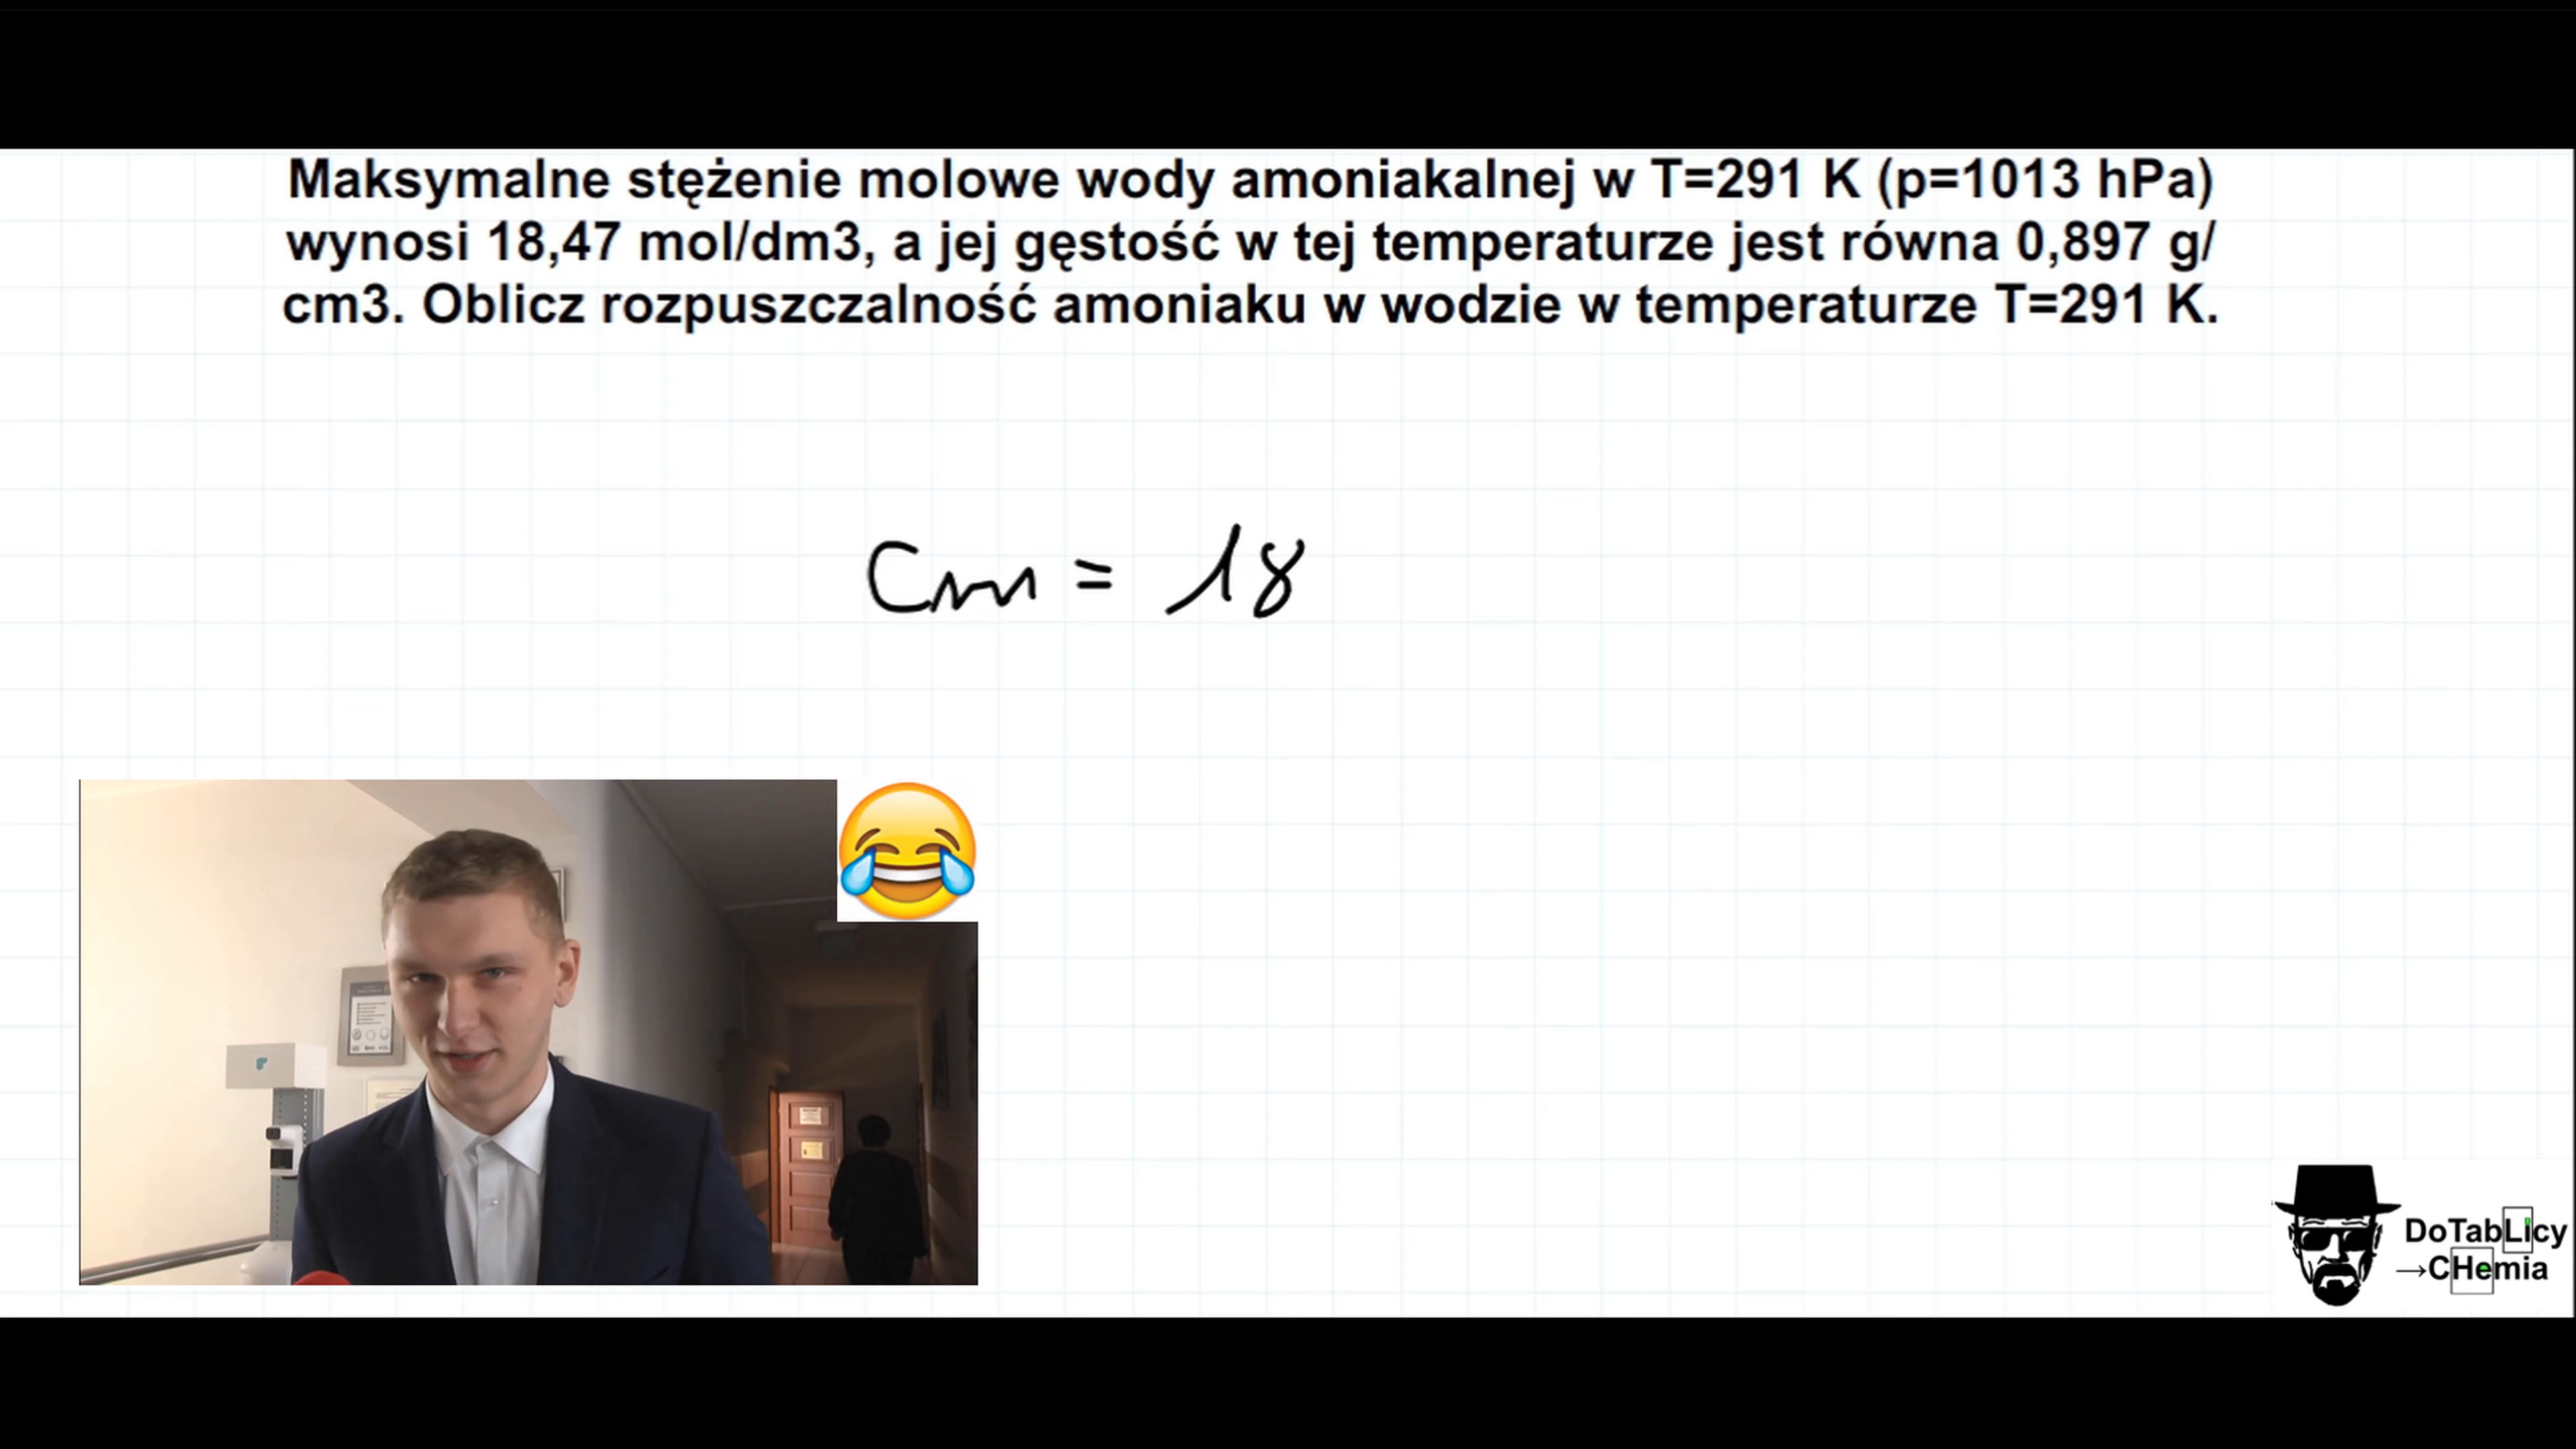 Maksymalne stężenie molowe wody amoniakalnej w T=291 K (p=1013 hPa)
wynosi 18,47 mol/dm3, a jej gęstość w tej temperaturze jest równa 0,897 g/
cm3. Oblicz rozpuszczalność amoniaku w wodzie w temperaturze T=291 K.
Cm = 18
DoTabLicy
→CHemia